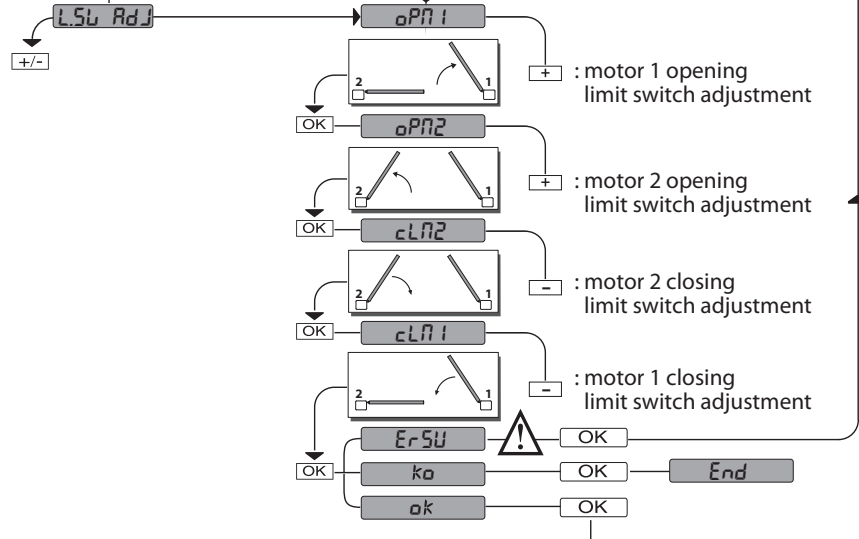 L.SU AdJ
oPM1
+/-
2
1
+ : motor 1 opening
limit switch adjustment
OK
oPM2
2
1
+ : motor 2 opening
limit switch adjustment
OK
cLM2
2
1
- : motor 2 closing
limit switch adjustment
OK
cLM1
2
1
- : motor 1 closing
limit switch adjustment
ErSU
!
OK
OK
ko
OK
End
ok
OK